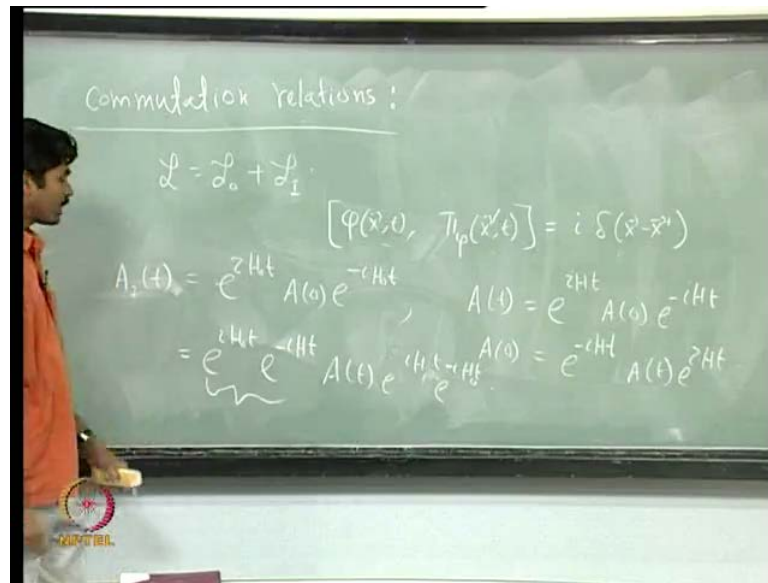 Commutation relations:
ℒ = ℒ₀ + ℒ_I.
[φ(x⃗,t), Π_φ(x⃗',t)] = i δ(x⃗-x⃗')
A_I(t) = e^{iH₀t} A(0) e^{-iH₀t}, A(t) = e^{iHt} A(0) e^{-iHt}
= e^{iH₀t} e^{-iHt} A(t) e^{iHt} e^{-iH₀t}. A(0) = e^{-iHt} A(t) e^{iHt}
NPTEL